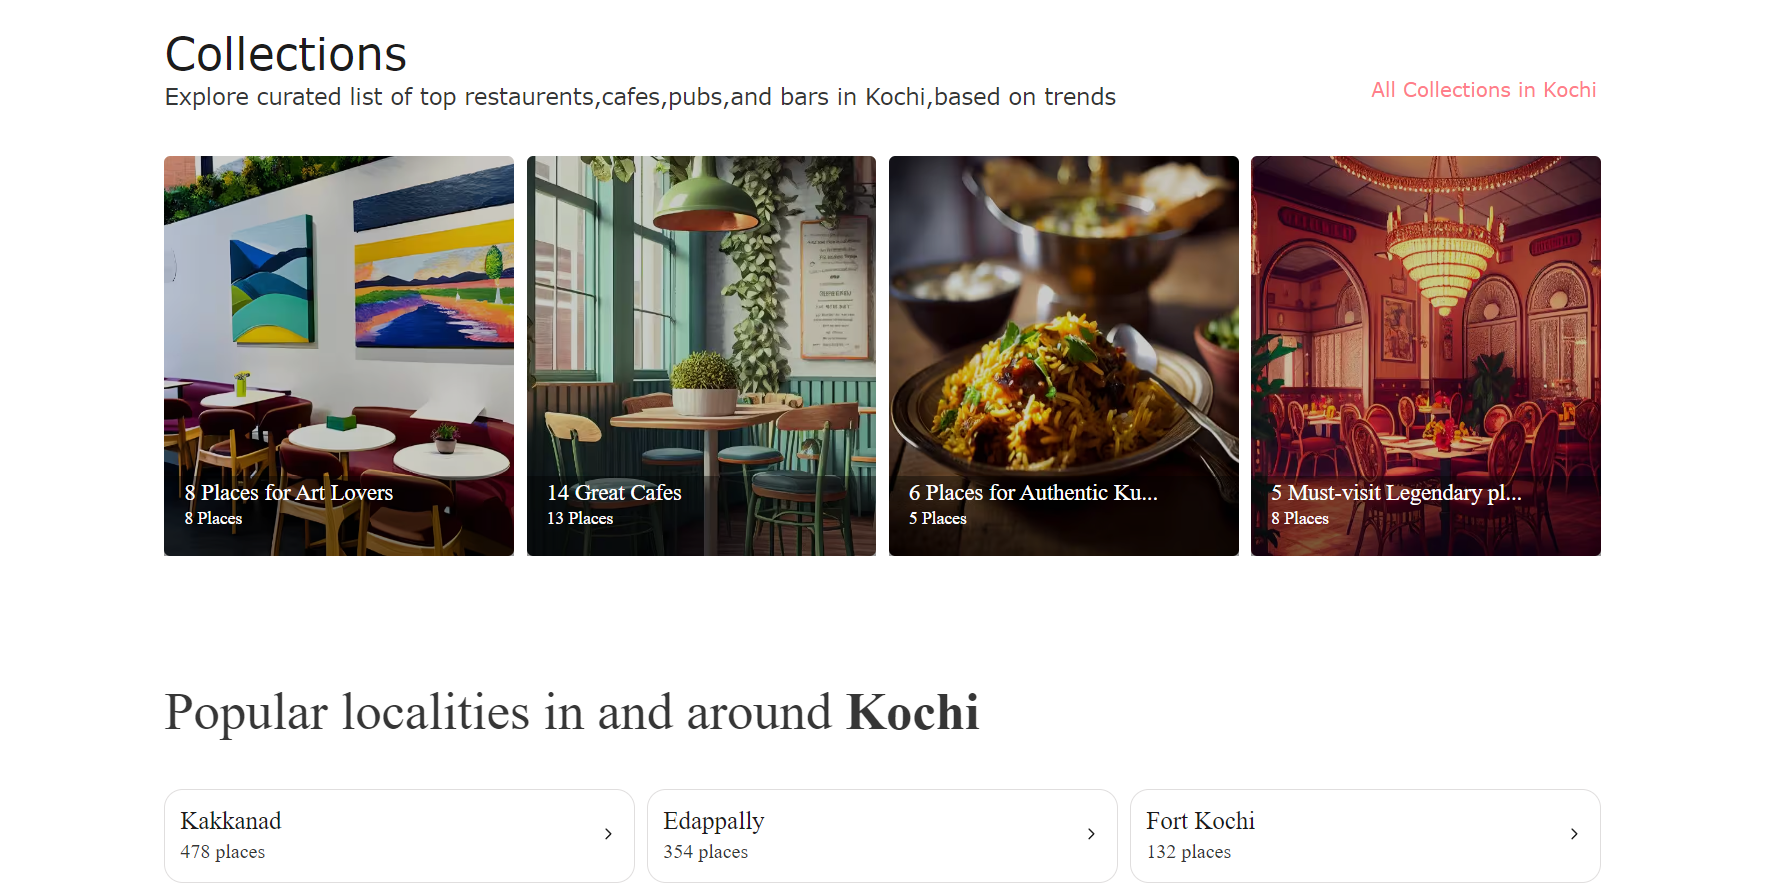 Collections
Explore curated list of top restaurents,cafes,pubs,and bars in Kochi,based on trends
All Collections in Kochi
8 Places for Art Lovers
8 Places
14 Great Cafes
13 Places
6 Places for Authentic Ku...
5 Places
5 Must-visit Legendary pl...
8 Places
Popular localities in and around Kochi
Kakkanad
478 places
Edappally
354 places
Fort Kochi
132 places